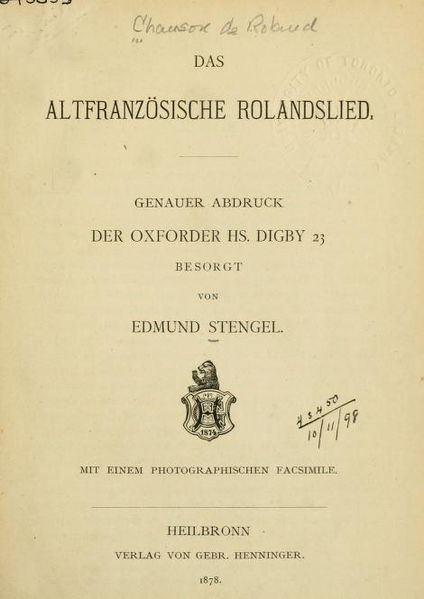 Chanson de Roland
DAS
ALTFRANZÖSISCHE ROLANDSLIED.
GENAUER ABDRUCK
DER OXFORDER HS. DIGBY 23
BESORGT
VON
EDMUND STENGEL.
1874
43450
10/11/98
MIT EINEM PHOTOGRAPHISCHEN FACSIMILE.
HEILBRONN
VERLAG VON GEBR. HENNINGER.
1878.